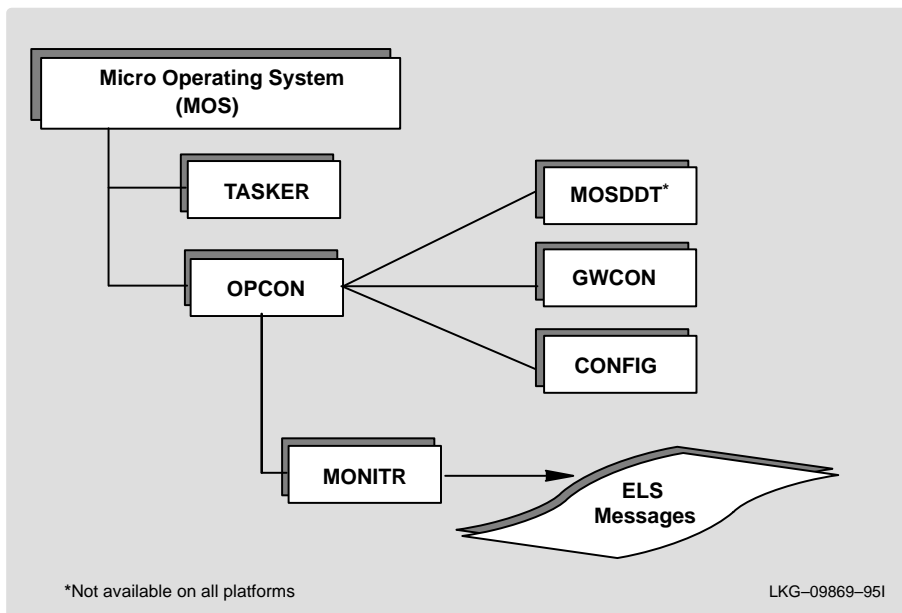 Micro Operating System
(MOS)
TASKER
MOSDDT*
OPCON
GWCON
CONFIG
MONITR
ELS
Messages
*Not available on all platforms
LKG–09869–95I